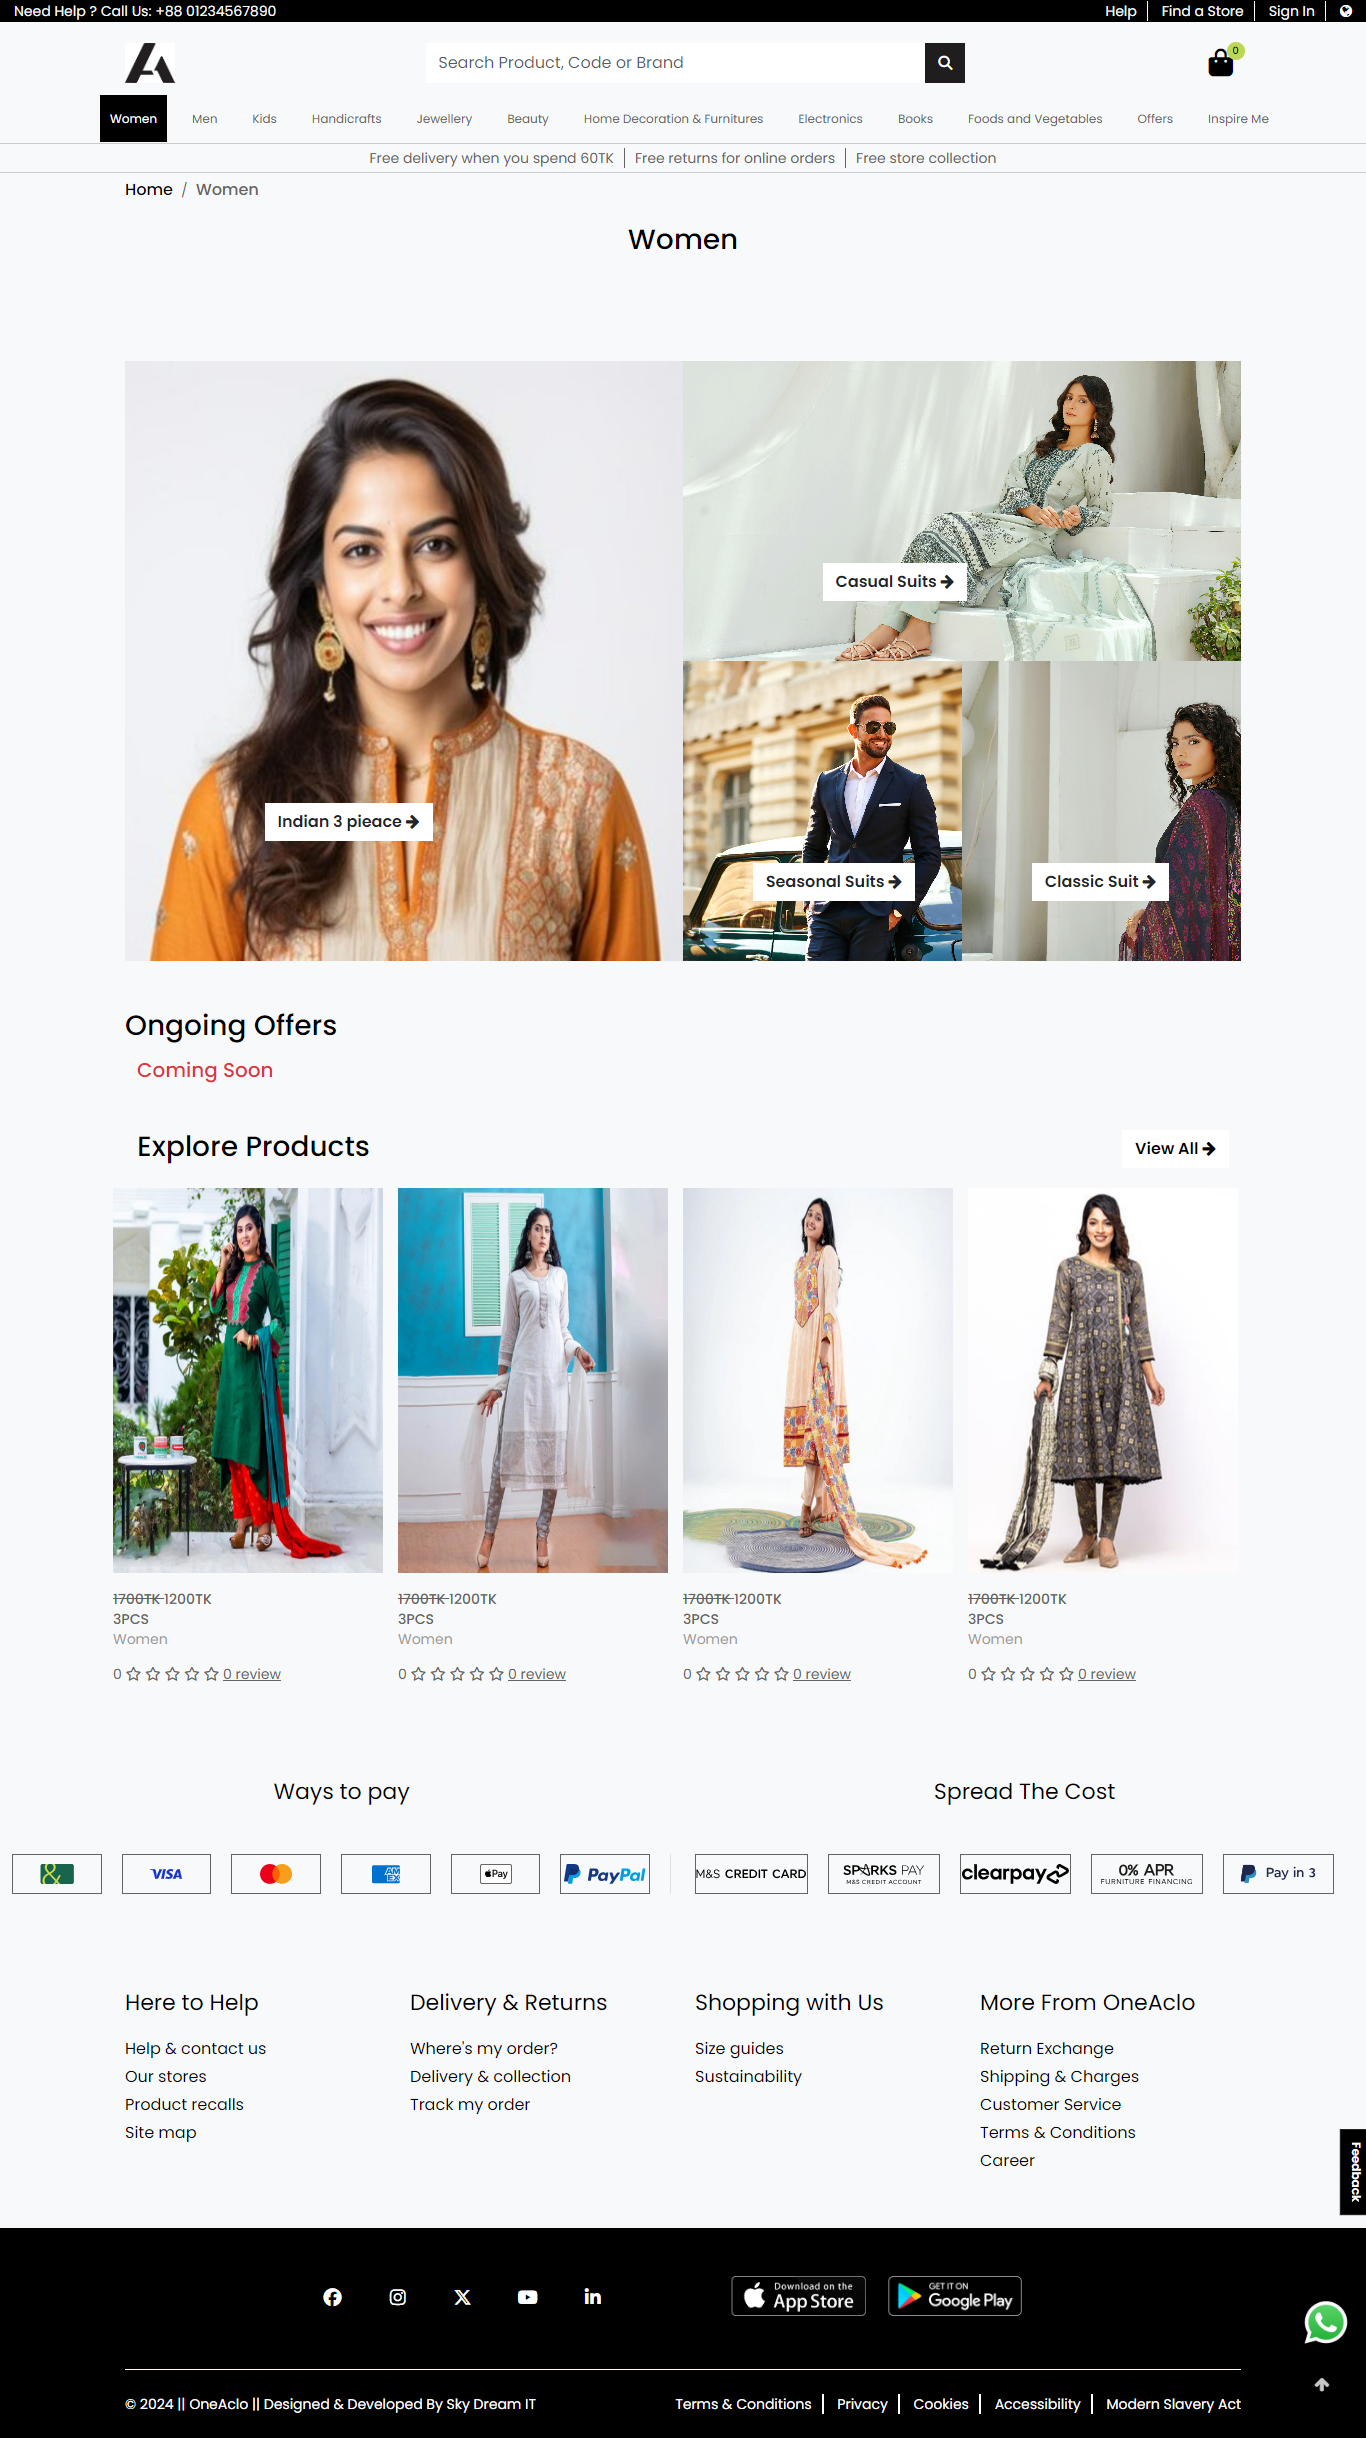 Need Help ? Call Us: +88 01234567890
Help
Find a Store
Sign In
Search Product, Code or Brand
0
Women
Men
Kids
Handicrafts
Jewellery
Beauty
Home Decoration & Furnitures
Electronics
Books
Foods and Vegetables
Offers
Inspire Me
Free delivery when you spend 60TK
Free returns for online orders
Free store collection
Home / Women
Women
Casual Suits
Indian 3 pieace
Seasonal Suits
Classic Suit
Ongoing Offers
Coming Soon
Explore Products
View All
1700TK 1200TK
3PCS
Women
0 0 review
1700TK 1200TK
3PCS
Women
0 0 review
1700TK 1200TK
3PCS
Women
0 0 review
1700TK 1200TK
3PCS
Women
0 0 review
Ways to pay
Spread The Cost
&
VISA
AM
EX
Pay
PayPal
M&S CREDIT CARD
SPARKS PAY
M&S CREDIT ACCOUNT
clearpay
0% APR
FURNITURE FINANCING
Pay in 3
Here to Help
Help & contact us
Our stores
Product recalls
Site map
Delivery & Returns
Where's my order?
Delivery & collection
Track my order
Shopping with Us
Size guides
Sustainability
More From OneAclo
Return Exchange
Shipping & Charges
Customer Service
Terms & Conditions
Career
Feedback
Download on the
App Store
GET IT ON
Google Play
© 2024 || OneAclo || Designed & Developed By Sky Dream IT
Terms & Conditions
Privacy
Cookies
Accessibility
Modern Slavery Act